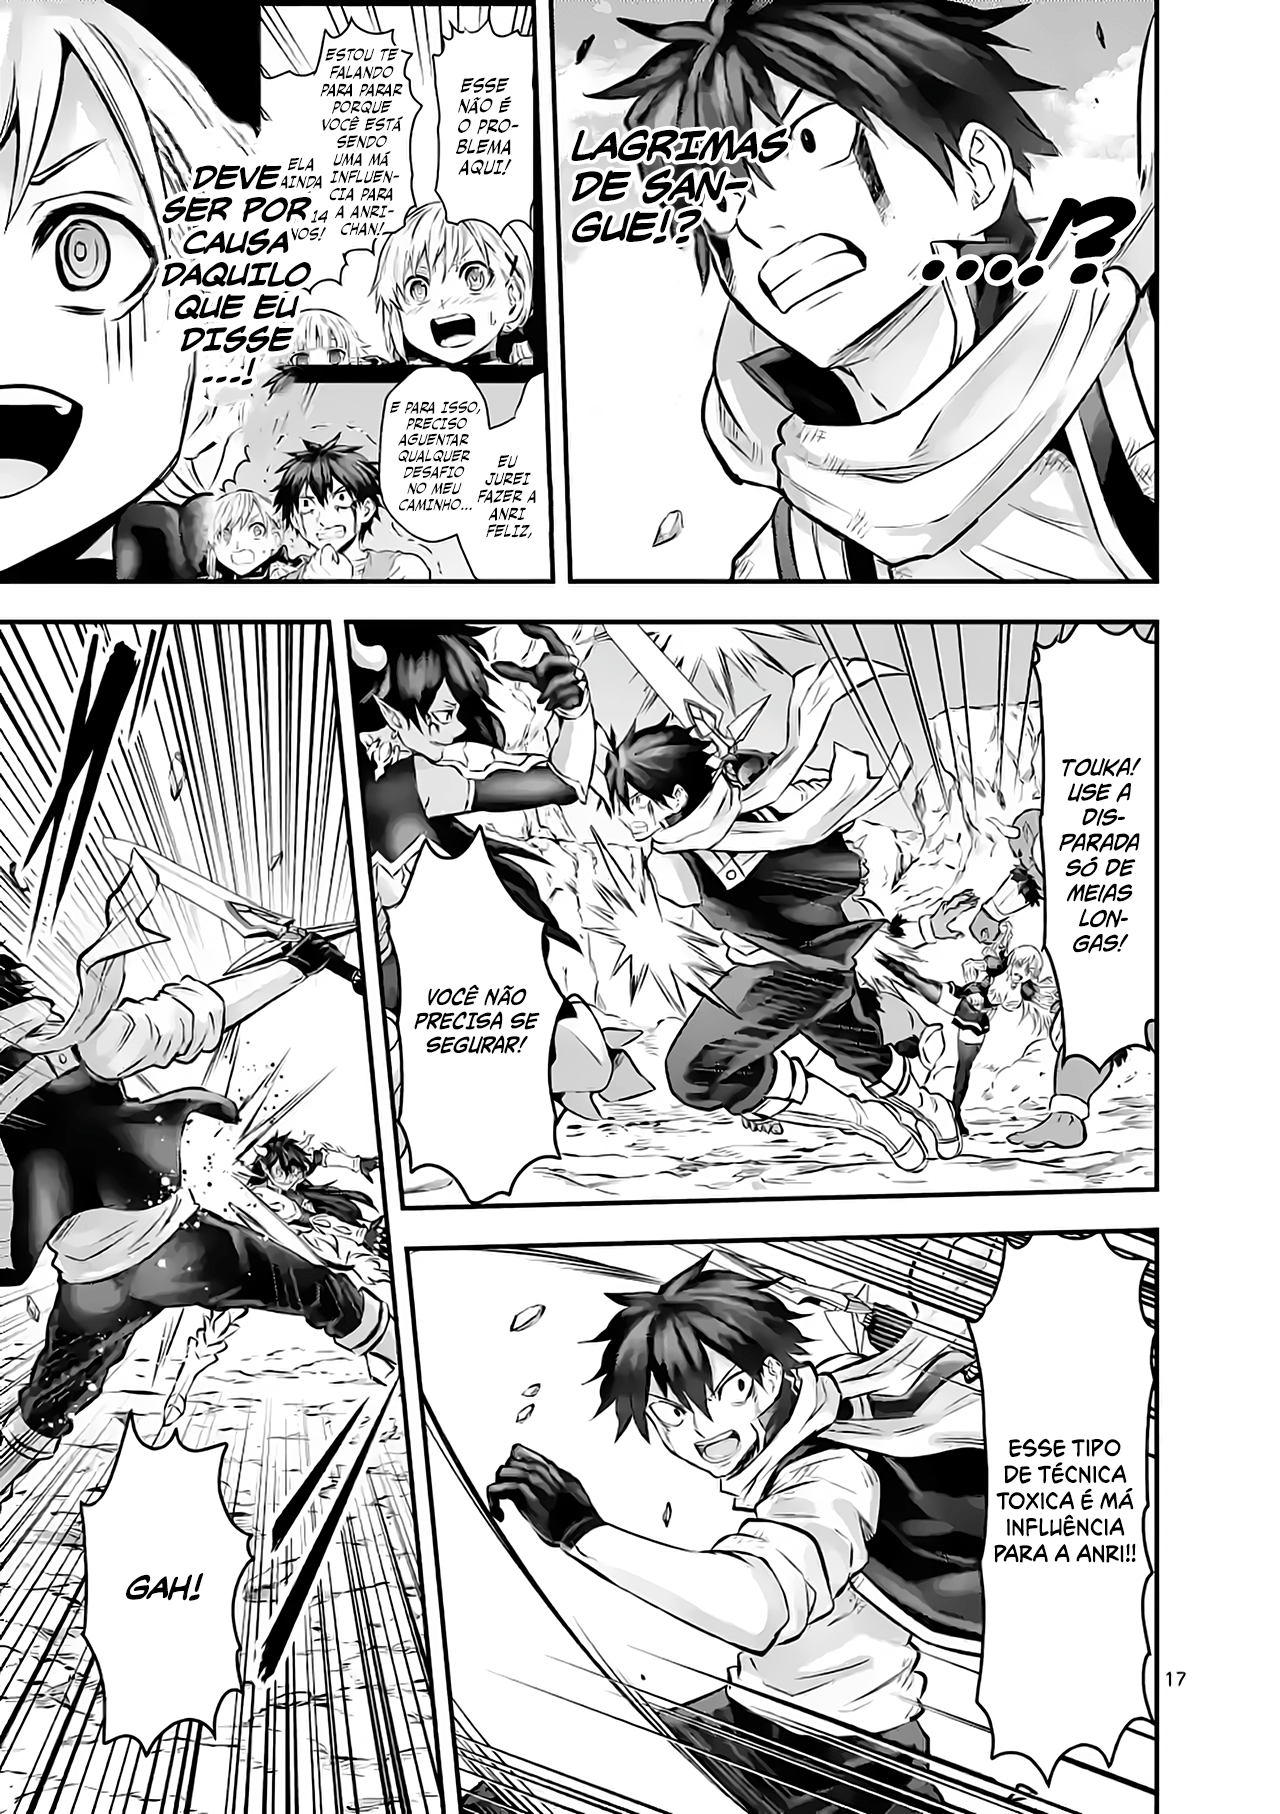 LAGRIMAS
DE SAN-
GUE!?
....!?
ESSE
NÃO É
O PRO-
BLEMA
AQUI!
ESTOU TE
FALANDO
PARA PARAR
PORQUE
VOCÊ ESTÁ
SENDO
UMA MÁ
INFLUÊN-
CIA PARA
A ANRI-
CHAN!
ELA
AINDA
14
NOS!
EU
JUREI
FAZER A
ANRI
FELIZ,
E PARA ISSO,
PRECISO
AGUENTAR
QUALQUER
DESAFIO
NO MEU
CAMINHO...
DEVE
SER POR
CAUSA
DAQUILO
QUE EU
DISSE
....!
TOUKA!
USE A
DIS-
PARADA
SÓ DE
MEIAS
LON-
GAS!
VOCÊ NÃO
PRECISA SE
SEGURAR!
ESSE TIPO
DE TÉCNICA
TOXICA É MÁ
INFLUÊNCIA
PARA A ANRI!!
GAH!
17